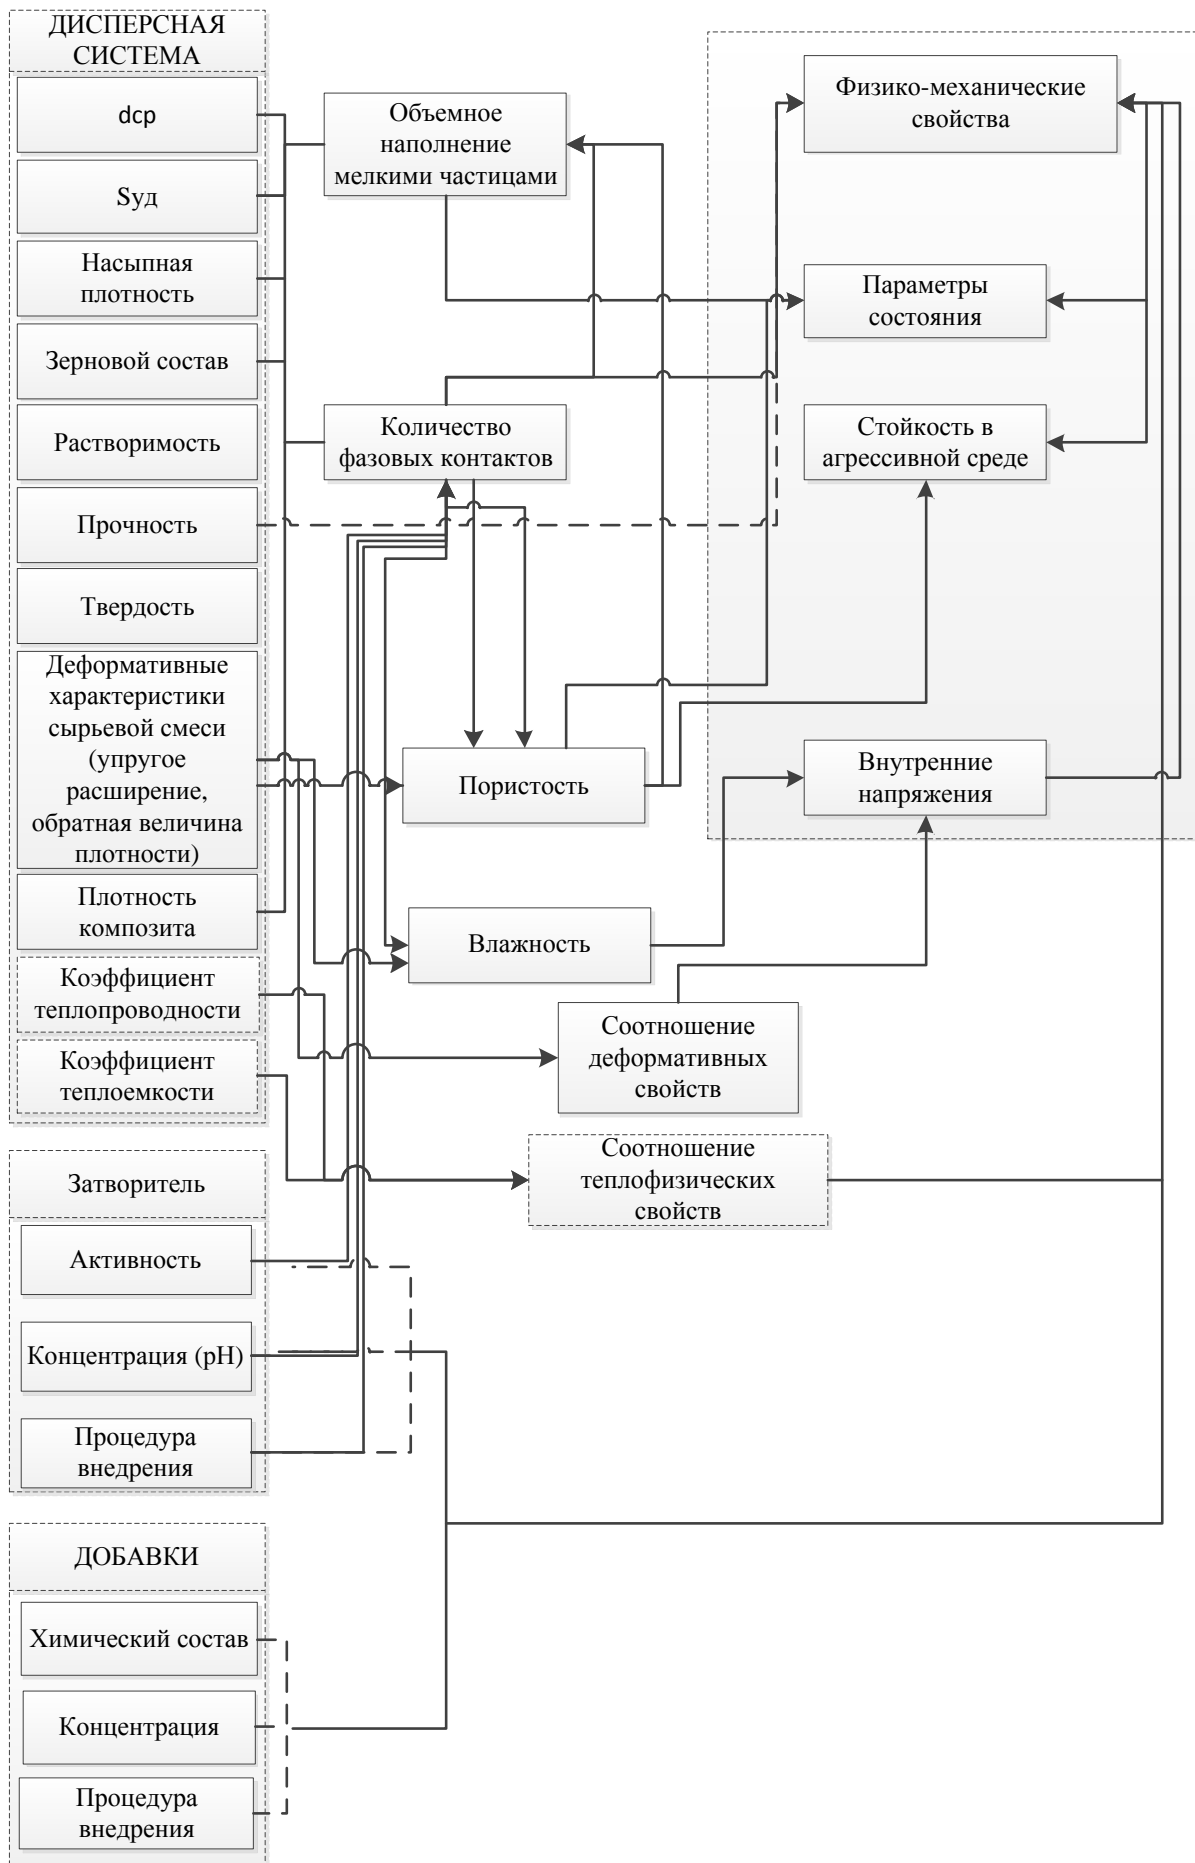 ДИСПЕРСНАЯ
СИСТЕМА
dcp
Sуд
Насыпная
плотность
Зерновой состав
Растворимость
Прочность
Твердость
Деформативные
характеристики
сырьевой смеси
(упругое
расширение,
обратная величина
плотности)
Плотность
композита
Коэффициент
теплопроводности
Коэффициент
теплоемкости
Затворитель
Активность
Концентрация (pH)
Процедура
внедрения
ДОБАВКИ
Химический состав
Концентрация
Процедура
внедрения
Объемное
наполнение
мелкими частицами
Количество
фазовых контактов
Пористость
Влажность
Соотношение
деформативных
свойств
Соотношение
теплофизических
свойств
Физико-механические
свойства
Параметры
состояния
Стойкость в
агрессивной среде
Внутренние
напряжения